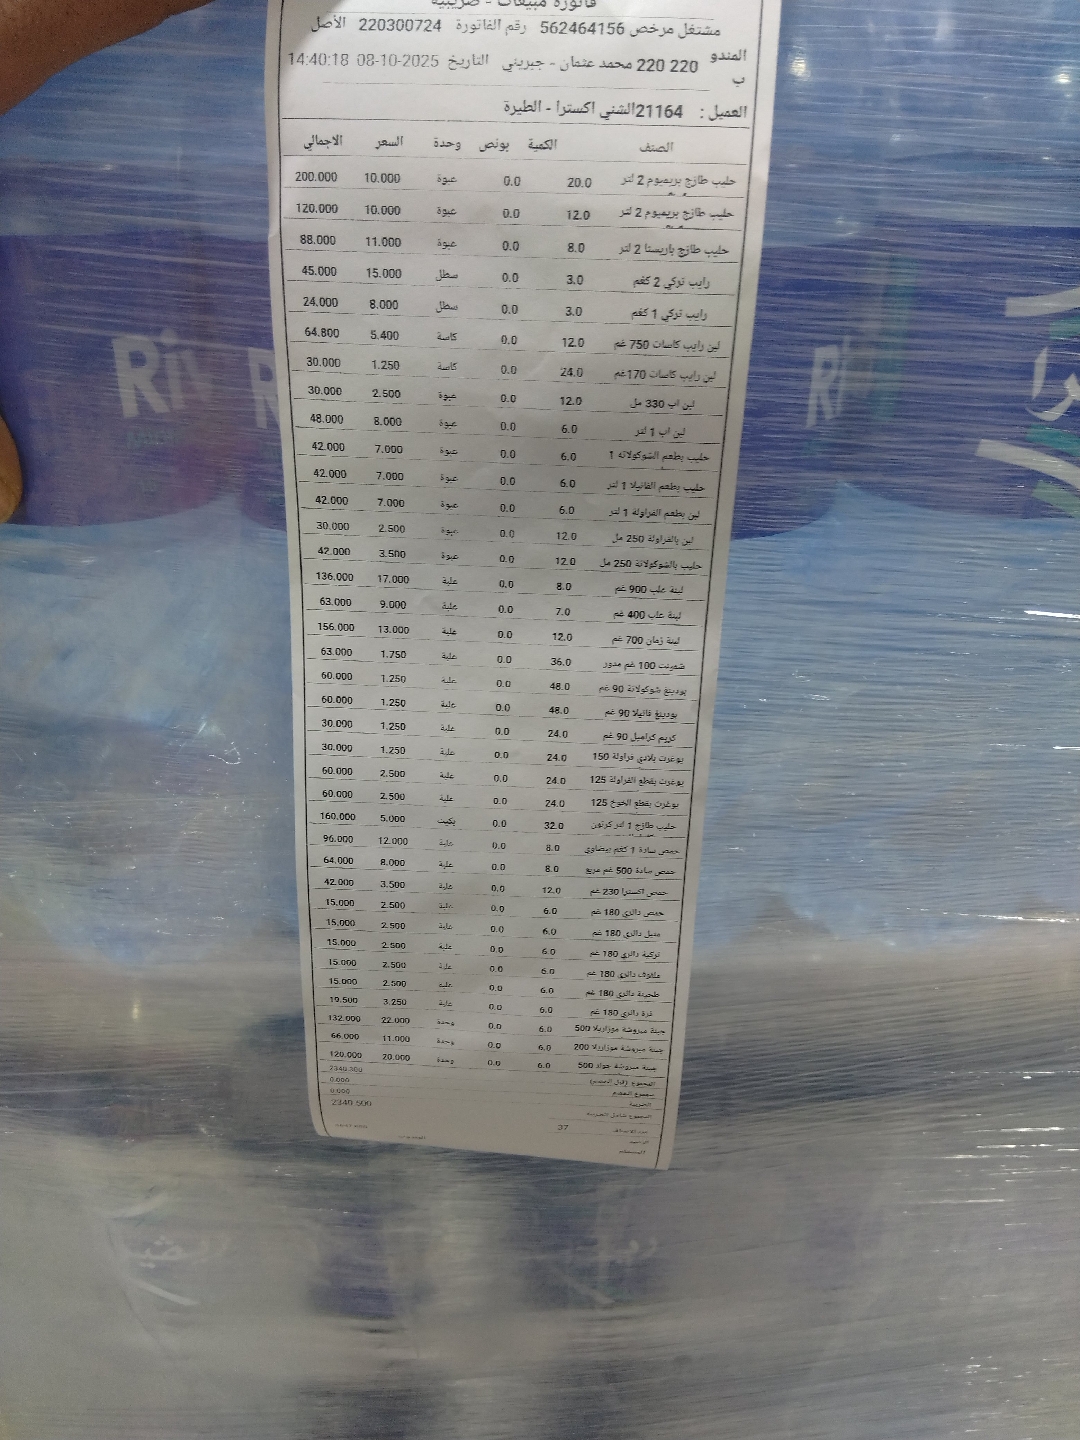 فاتورة مبيعات - ضريبية
مشتغل مرخص 562464156 رقم الفاتورة 220300724 الأصل
المندوب 220 220 محمد عثمان - جبريني التاريخ 08-10-2025 14:40:18
العميل : 21164الشني اكسترا - الطيرة
الصنف الكمية بونص وحدة السعر الاجمالي
حليب طازج بريميوم 2 لتر 20.0 0.0 عبوة 10.000 200.000
حليب طازج بريميوم 2 لتر 12.0 0.0 عبوة 10.000 120.000
حليب طازج باريستا 2 لتر 8.0 0.0 عبوة 11.000 88.000
رايب تركي 2 كغم 3.0 0.0 سطل 15.000 45.000
رايب تركي 1 كغم 3.0 0.0 سطل 8.000 24.000
لبن رايب كاسات 750 غم 12.0 0.0 كاسة 5.400 64.800
لبن رايب كاسات 170غم 24.0 0.0 كاسة 1.250 30.000
لبن اب 330 مل 12.0 0.0 عبوة 2.500 30.000
لبن اب 1 لتر 6.0 0.0 عبوة 8.000 48.000
حليب بطعم الشوكولاته 1 6.0 0.0 عبوة 7.000 42.000
حليب بطعم الفانيلا 1 لتر 6.0 0.0 عبوة 7.000 42.000
لبن بطعم الفراولة 1 لتر 6.0 0.0 عبوة 7.000 42.000
لبن بالفراولة 250 مل 12.0 0.0 عبوة 2.500 30.000
حليب بالشوكولاتة 250 مل 12.0 0.0 عبوة 3.500 42.000
لبنة علب 900 غم 8.0 0.0 علبة 17.000 136.000
لبنة علب 400 غم 7.0 0.0 علبة 9.000 63.000
لبنة زمان 700 غم 12.0 0.0 علبة 13.000 156.000
شمينت 100 غم مدور 36.0 0.0 علبة 1.750 63.000
بودينغ شوكولاتة 90 غم 48.0 0.0 علبة 1.250 60.000
بودينغ فانيلا 90 غم 48.0 0.0 علبة 1.250 60.000
كريم كراميل 90 غم 24.0 0.0 علبة 1.250 30.000
يوغرت بلادي فراولة 150 24.0 0.0 علبة 1.250 30.000
يوغرت بقطع الفراولة 125 24.0 0.0 علبة 2.500 60.000
يوغرت بقطع الخوخ 125 24.0 0.0 علبة 2.500 60.000
حليب طازج 1 لتر كرتون 32.0 0.0 بكيت 5.000 160.000
حمص سادة 1 كغم بيضاوي 8.0 0.0 علبة 12.000 96.000
حمص سادة 500 غم مربع 8.0 0.0 علبة 8.000 64.000
حمص اكسترا 230 غم 12.0 0.0 علبة 3.500 42.000
حمص دائري 180 غم 6.0 0.0 علبة 2.500 15.000
متبل دائري 180 غم 6.0 0.0 علبة 2.500 15.000
تركية دائري 180 غم 6.0 0.0 علبة 2.500 15.000
ملفوف دائري 180 غم 6.0 0.0 علبة 2.500 15.000
طحينة دائري 180 غم 6.0 0.0 علبة 2.500 15.000
ذرة دائري 180 غم 6.0 0.0 علبة 3.250 19.500
جبنة مبروشة موزاريلا 500 6.0 0.0 وحدة 22.000 132.000
جبنة مبروشة موزاريلا 200 6.0 0.0 وحدة 11.000 66.000
جبنة مبروشة جودا 500 6.0 0.0 وحدة 20.000 120.000
2340.300
0.000
0.000
37